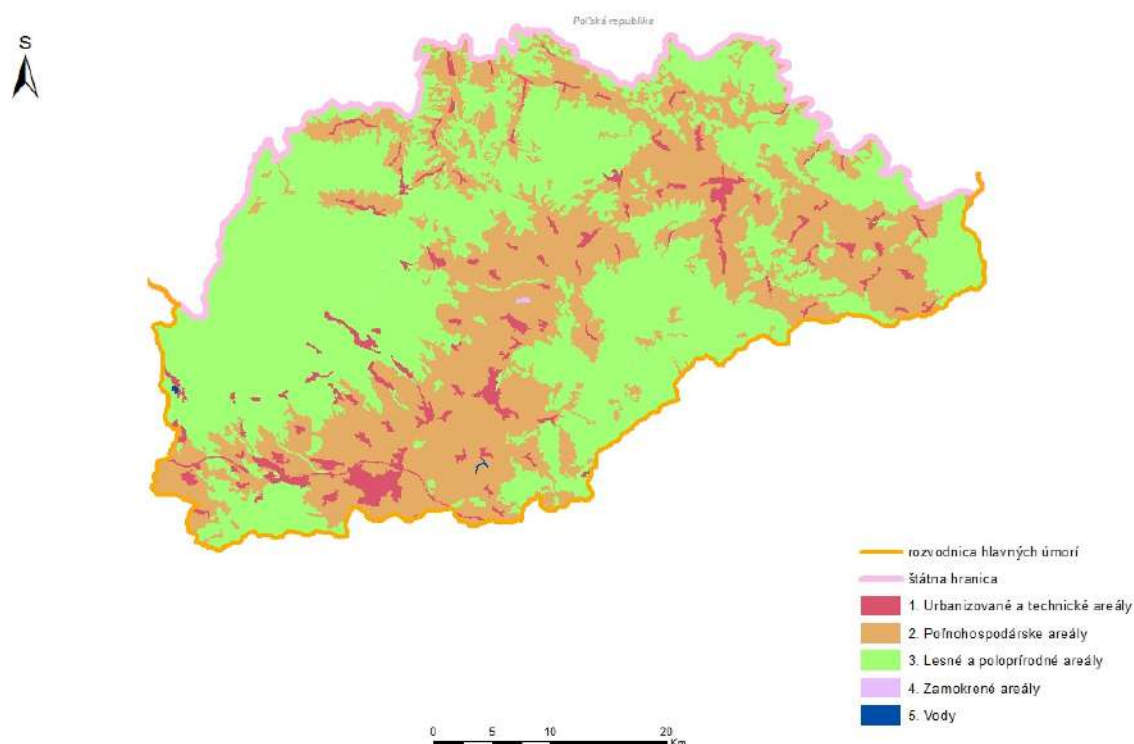 Poľská republika
S
rozvodnica hlavných úmorí
štátna hranica
1. Urbanizované a technické areály
2. Poľnohospodárske areály
3. Lesné a poloprírodné areály
4. Zamokrené areály
5. Vody
0 5 10 20
Km